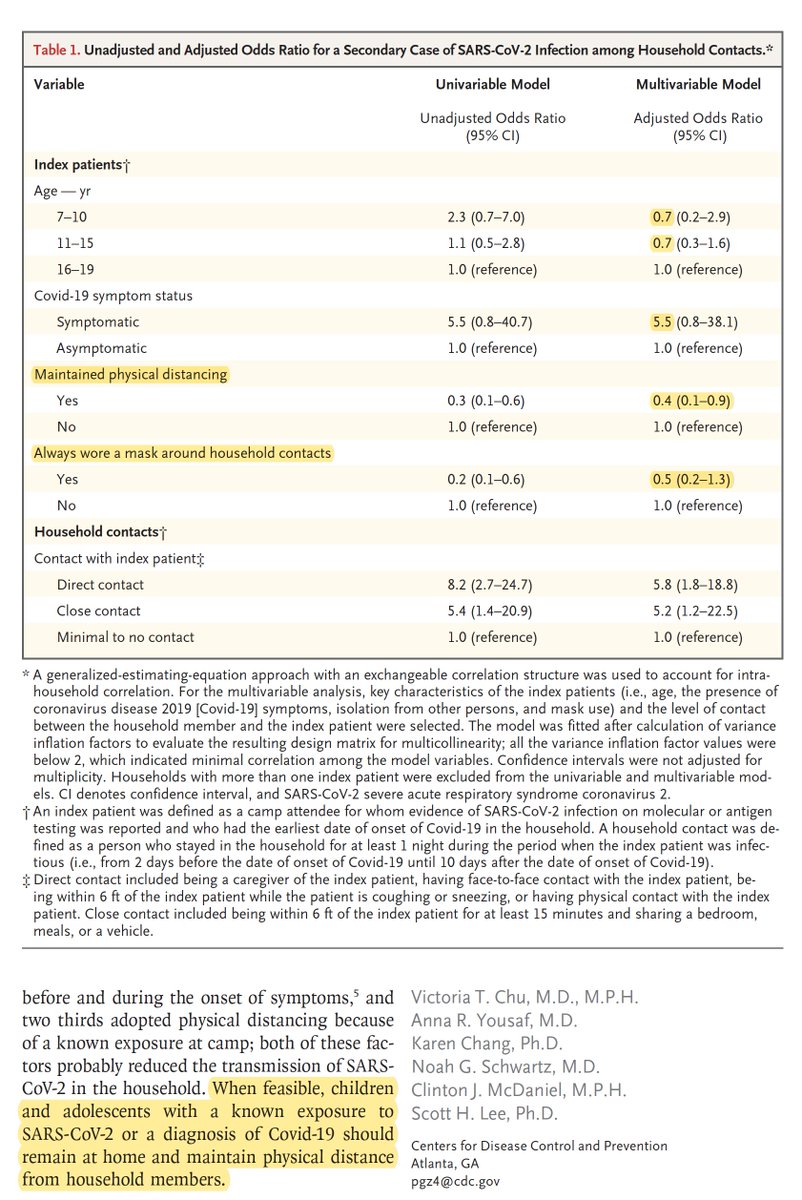 Table 1. Unadjusted and Adjusted Odds Ratio for a Secondary Case of SARS-CoV-2 Infection among Household Contacts.*
Variable Univariable Model Multivariable Model
Unadjusted Odds Ratio Adjusted Odds Ratio
(95% CI) (95% CI)
Index patients†
Age — yr
7–10 2.3 (0.7–7.0) 0.7 (0.2–2.9)
11–15 1.1 (0.5–2.8) 0.7 (0.3–1.6)
16–19 1.0 (reference) 1.0 (reference)
Covid-19 symptom status
Symptomatic 5.5 (0.8–40.7) 5.5 (0.8–38.1)
Asymptomatic 1.0 (reference) 1.0 (reference)
Maintained physical distancing
Yes 0.3 (0.1–0.6) 0.4 (0.1–0.9)
No 1.0 (reference) 1.0 (reference)
Always wore a mask around household contacts
Yes 0.2 (0.1–0.6) 0.5 (0.2–1.3)
No 1.0 (reference) 1.0 (reference)
Household contacts†
Contact with index patient‡
Direct contact 8.2 (2.7–24.7) 5.8 (1.8–18.8)
Close contact 5.4 (1.4–20.9) 5.2 (1.2–22.5)
Minimal to no contact 1.0 (reference) 1.0 (reference)
* A generalized-estimating-equation approach with an exchangeable correlation structure was used to account for intra-
household correlation. For the multivariable analysis, key characteristics of the index patients (i.e., age, the presence of
coronavirus disease 2019 [Covid-19] symptoms, isolation from other persons, and mask use) and the level of contact
between the household member and the index patient were selected. The model was fitted after calculation of variance
inflation factors to evaluate the resulting design matrix for multicollinearity; all the variance inflation factor values were
below 2, which indicated minimal correlation among the model variables. Confidence intervals were not adjusted for
multiplicity. Households with more than one index patient were excluded from the univariable and multivariable mod-
els. CI denotes confidence interval, and SARS-CoV-2 severe acute respiratory syndrome coronavirus 2.
† An index patient was defined as a camp attendee for whom evidence of SARS-CoV-2 infection on molecular or antigen
testing was reported and who had the earliest date of onset of Covid-19 in the household. A household contact was de-
fined as a person who stayed in the household for at least 1 night during the period when the index patient was infec-
tious (i.e., from 2 days before the date of onset of Covid-19 until 10 days after the date of onset of Covid-19).
‡ Direct contact included being a caregiver of the index patient, having face-to-face contact with the index patient, be-
ing within 6 ft of the index patient while the patient is coughing or sneezing, or having physical contact with the index
patient. Close contact included being within 6 ft of the index patient for at least 15 minutes and sharing a bedroom,
meals, or a vehicle.
before and during the onset of symptoms,5 and
two thirds adopted physical distancing because
of a known exposure at camp; both of these fac-
tors probably reduced the transmission of SARS-
CoV-2 in the household. When feasible, children
and adolescents with a known exposure to
SARS-CoV-2 or a diagnosis of Covid-19 should
remain at home and maintain physical distance
from household members.
Victoria T. Chu, M.D., M.P.H.
Anna R. Yousaf, M.D.
Karen Chang, Ph.D.
Noah G. Schwartz, M.D.
Clinton J. McDaniel, M.P.H.
Scott H. Lee, Ph.D.
Centers for Disease Control and Prevention
Atlanta, GA
pgz4@cdc.gov